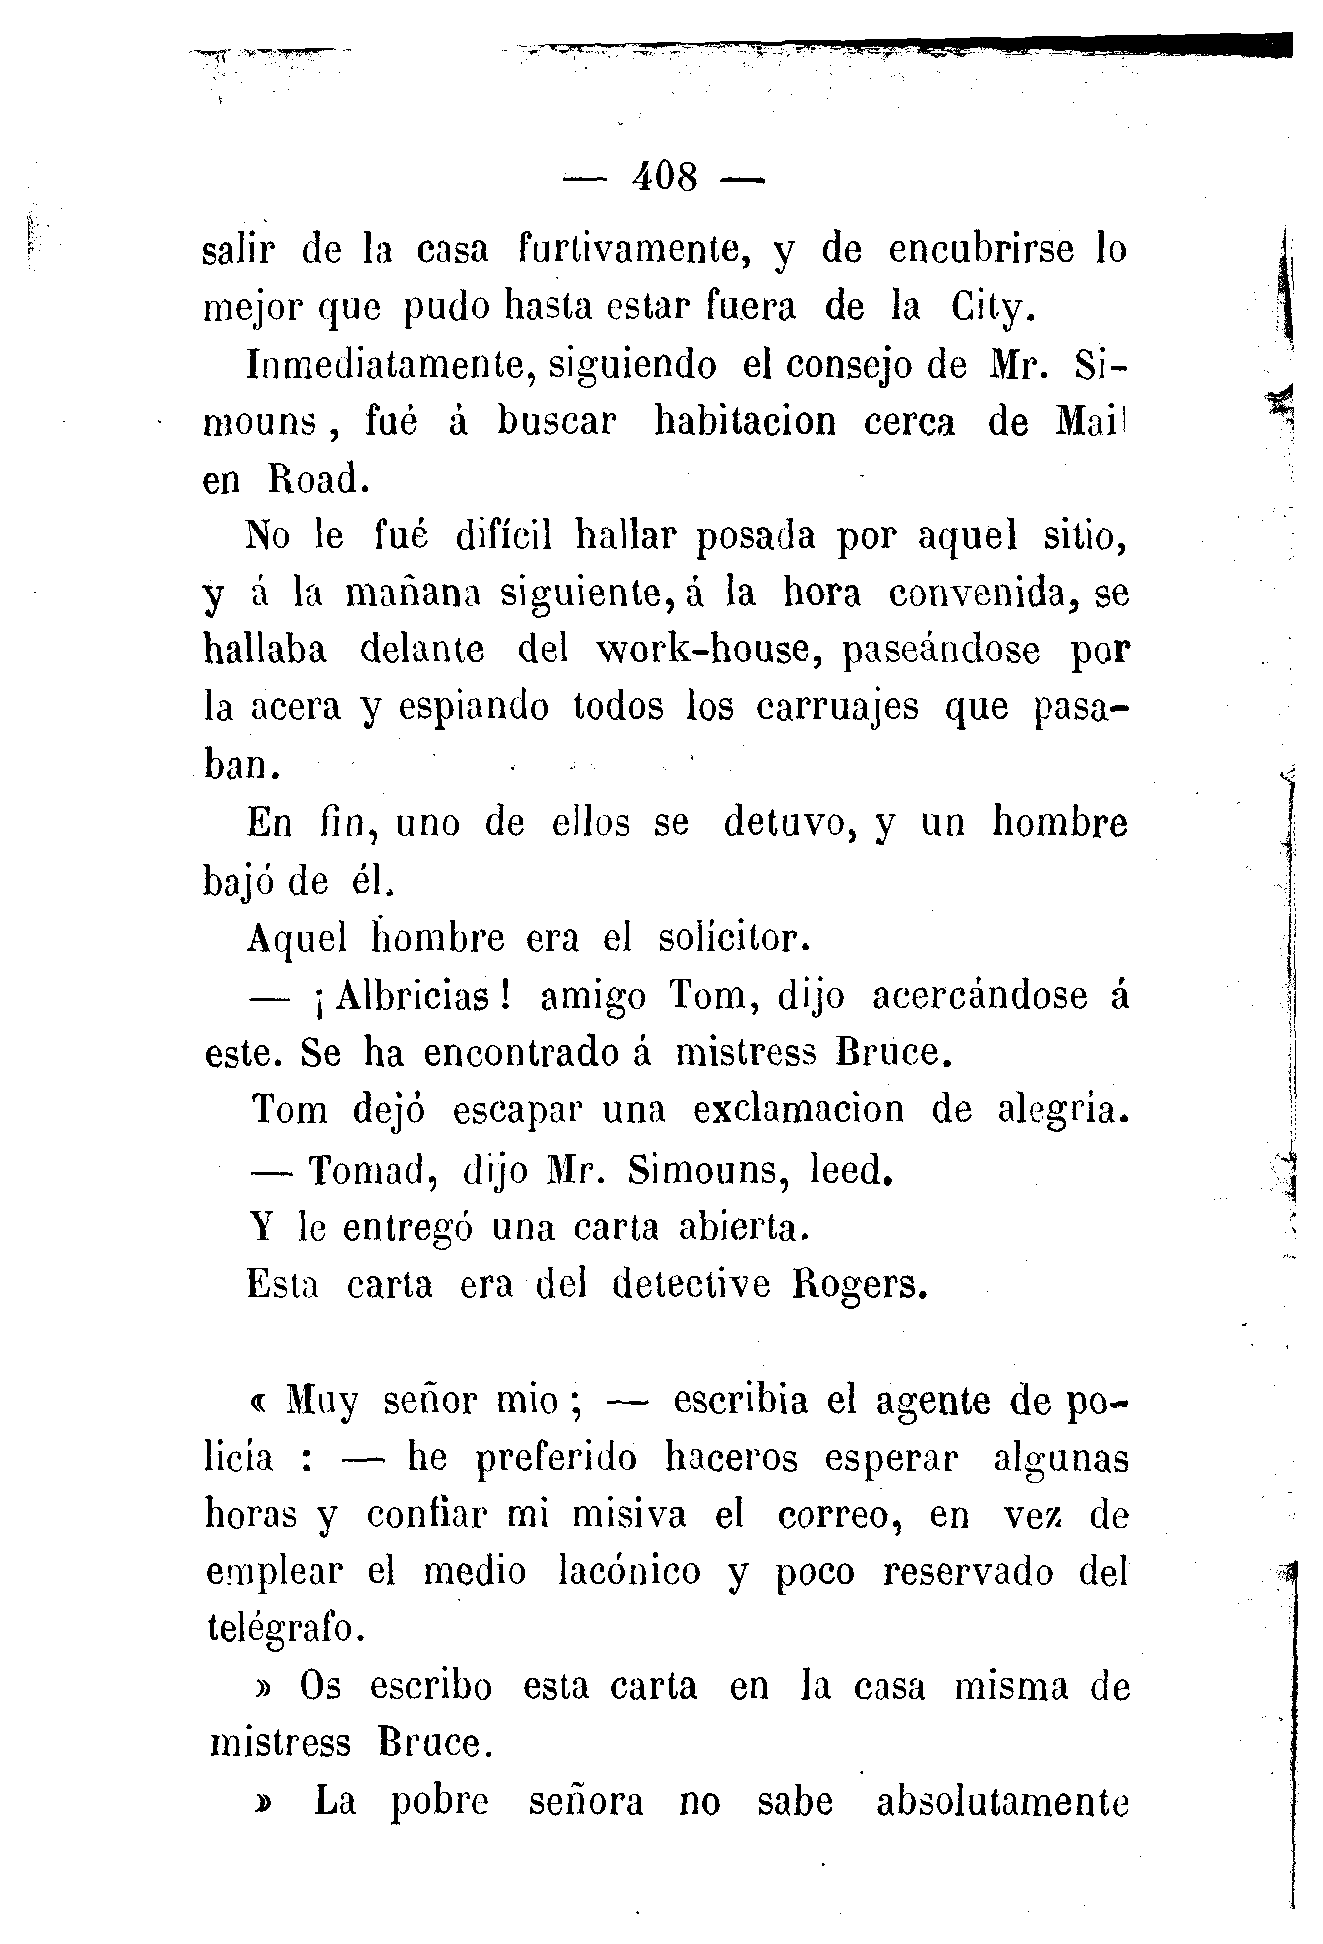 — 408 —
salir de la casa furtivamente, y de encubrirse lo
mejor que pudo hasta estar fuera de la City.
Inmediatamente, siguiendo el consejo de Mr. Si-
mouns, fué á buscar habitacion cerca de Mail
en Road.
No le fué difícil hallar posada por aquel sitio,
y á la mañana siguiente, á la hora convenida, se
hallaba delante del work-house, paseándose por
la acera y espiando todos los carruajes que pasa-
ban.
En fin, uno de ellos se detuvo, y un hombre
bajó de él.
Aquel hombre era el solícitor.
— ¡Albricias! amigo Tom, dijo acercándose á
este. Se ha encontrado á mistress Bruce.
Tom dejó escapar una exclamacion de alegría.
— Tomad, dijo Mr. Simouns, leed.
Y le entregó una carta abierta.
Esta carta era del detective Rogers.
« Muy señor mio ; — escribia el agente de po-
licía : — he preferido haceros esperar algunas
horas y confiar mi misiva el correo, en vez de
emplear el medio lacónico y poco reservado del
telégrafo.
» Os escribo esta carta en la casa misma de
mistress Bruce.
» La pobre señora no sabe absolutamente